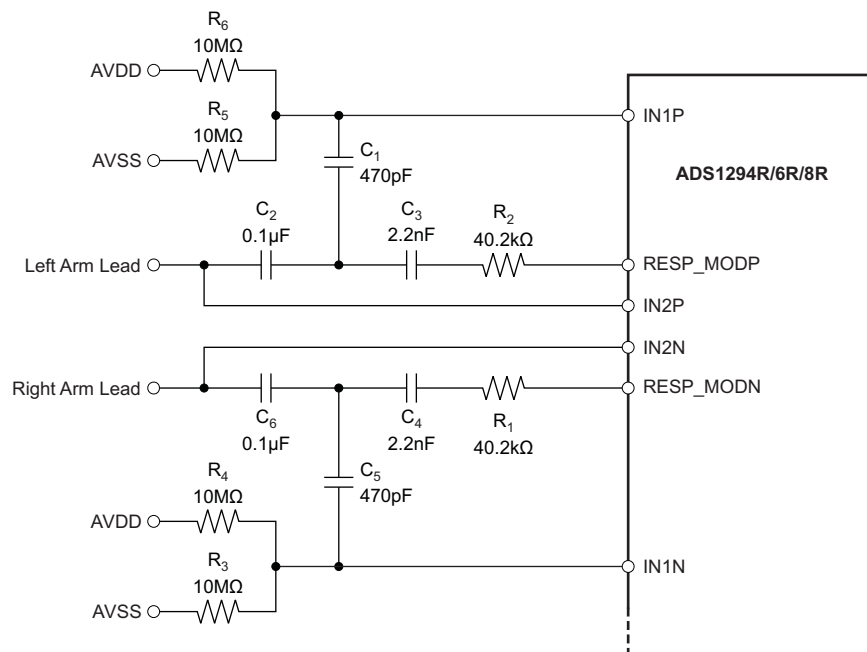 R6
10MΩ
AVDD
R5
10MΩ
IN1P
AVSS
C1
470pF
ADS1294R/6R/8R
C2
0.1µF
C3
2.2nF
R2
40.2kΩ
Left Arm Lead
RESP_MODP
IN2P
IN2N
Right Arm Lead
RESP_MODN
C6
0.1µF
C4
2.2nF
R1
40.2kΩ
R4
10MΩ
C5
470pF
AVDD
R3
10MΩ
IN1N
AVSS